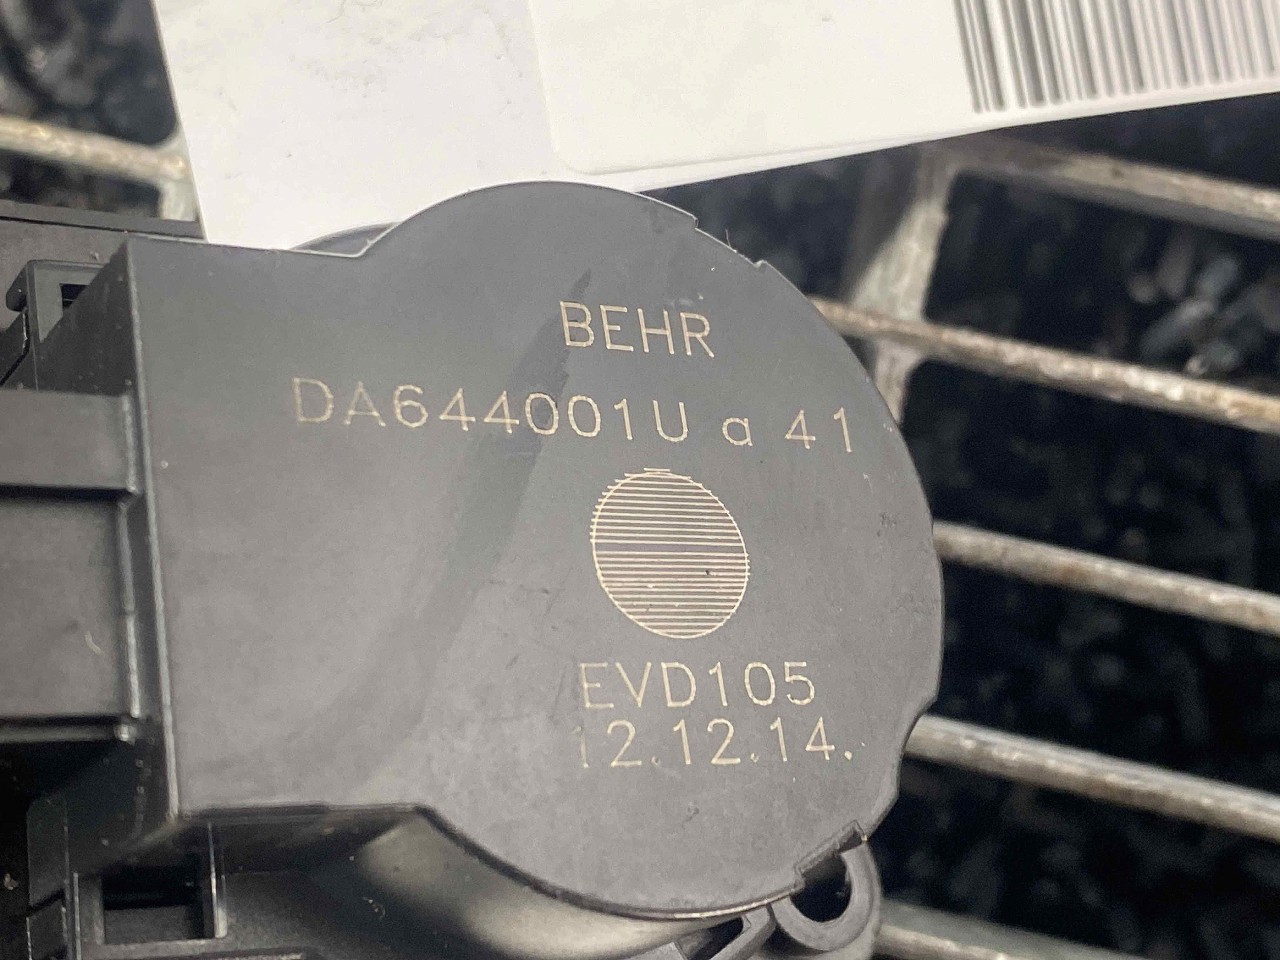 BEHR
DA644001U a 41
EVD105
12.12.14.